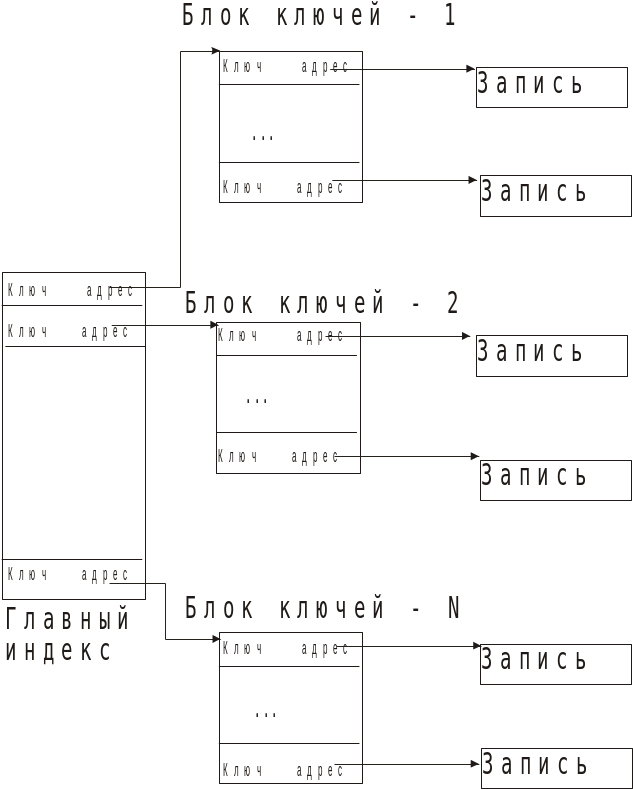 Блок ключей - 1
Ключ адрес
Запись
...
Ключ адрес
Запись
Ключ адрес
Ключ адрес
Ключ адрес
Главный
индекс
Блок ключей - 2
Ключ адрес
Запись
...
Ключ адрес
Запись
Блок ключей - N
Ключ адрес
Запись
...
Ключ адрес
Запись